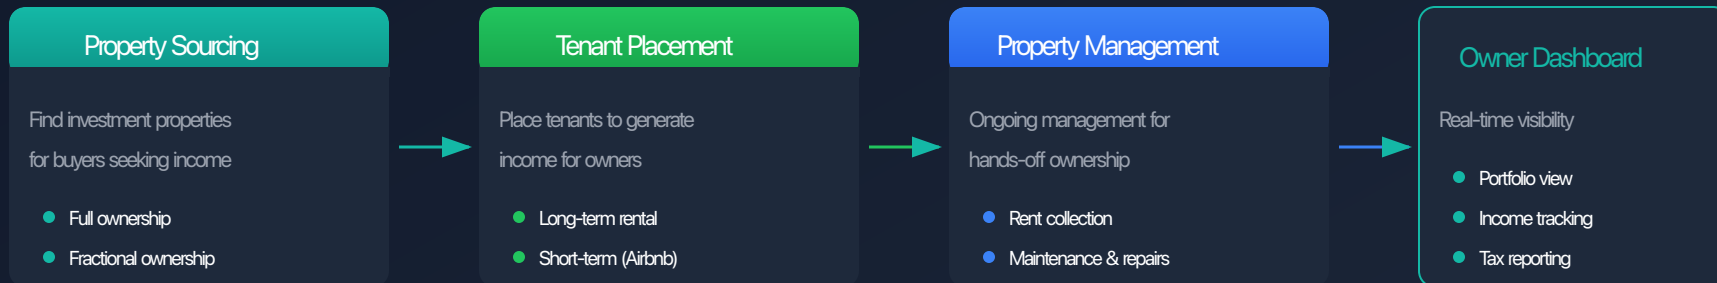 Property Sourcing
Find investment properties
for buyers seeking income
Full ownership
Fractional ownership
Tenant Placement
Place tenants to generate
income for owners
Long-term rental
Short-term (Airbnb)
Property Management
Ongoing management for
hands-off ownership
Rent collection
Maintenance & repairs
Owner Dashboard
Real-time visibility
Portfolio view
Income tracking
Tax reporting